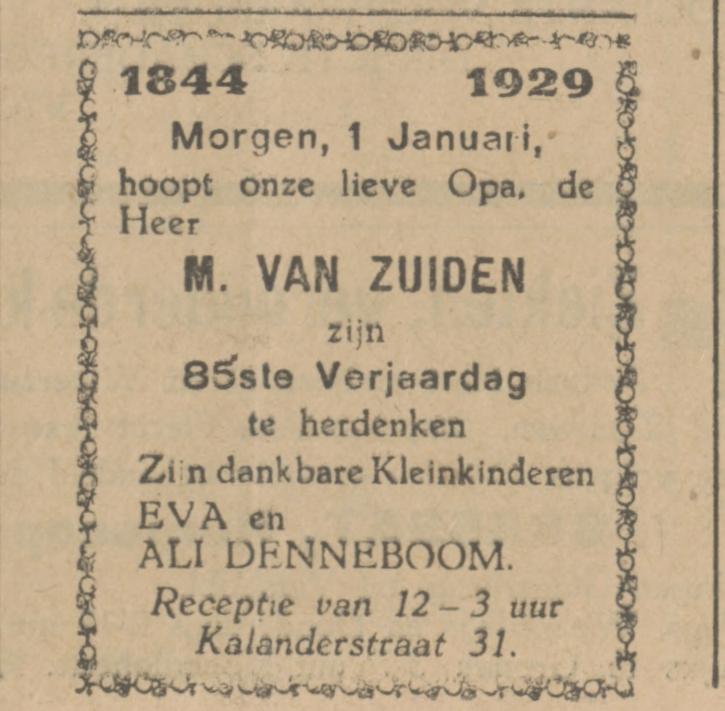 1844 1929
Morgen, 1 Januari,
hoopt onze lieve Opa. de
Heer
M. VAN ZUIDEN
zijn
85ste Verjaardag
te herdenken
Zijn dankbare Kleinkinderen
EVA en
ALI DENNEBOOM.
Receptie van 12 – 3 uur
Kalanderstraat 31.